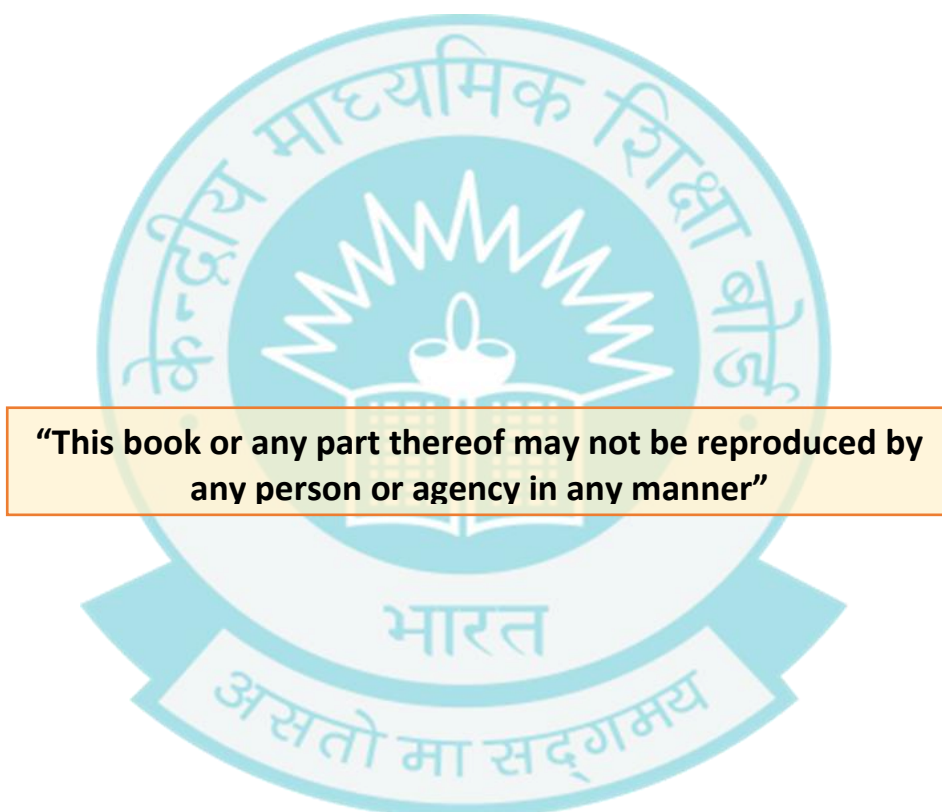 केन्द्रीय माध्यमिक शिक्षा बोर्ड
“This book or any part thereof may not be reproduced by
any person or agency in any manner”
भारत
असतो मा सद्गमय